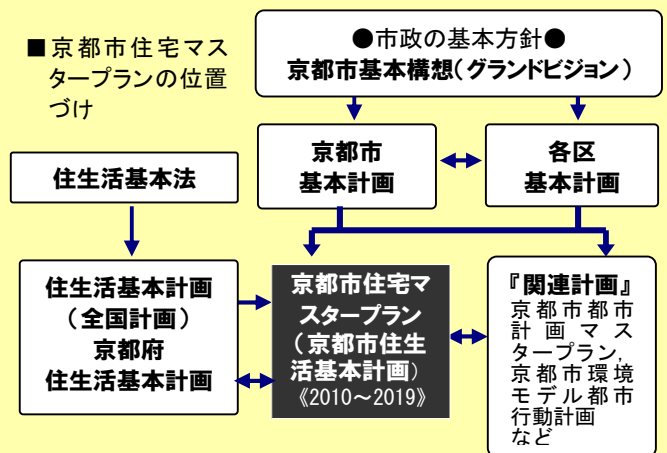 ■京都市住宅マス
タープランの位置
づけ
●市政の基本方針●
京都市基本構想(グランドビジョン)
京都市
基本計画
各区
基本計画
住生活基本法
住生活基本計画
(全国計画)
京都府
住生活基本計画
京都市住宅マ
スタープラン
(京都市住生
活基本計画)
《2010~2019》
『関連計画』
京都市都市
計画マス
タープラン,
京都市環境
モデル都市
行動計画
など